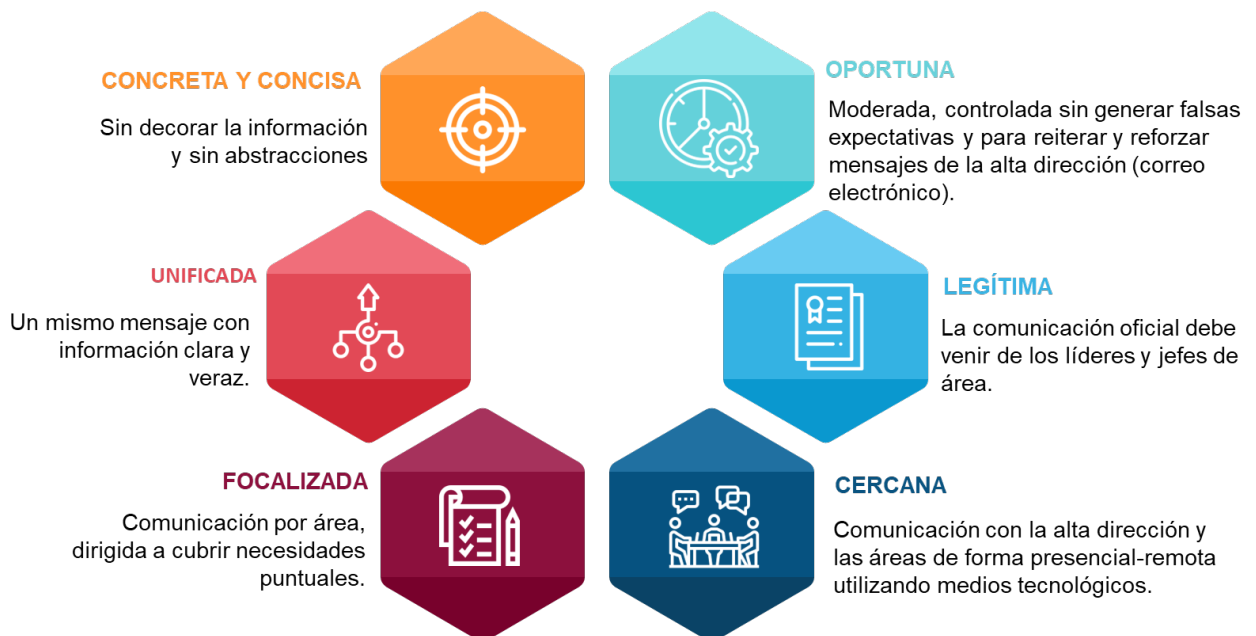 CONCRETA Y CONCISA
Sin decorar la información
y sin abstracciones
OPORTUNA
Moderada, controlada sin generar falsas
expectativas y para reiterar y reforzar
mensajes de la alta dirección (correo
electrónico).
UNIFICADA
Un mismo mensaje con
información clara y
veraz.
LEGÍTIMA
La comunicación oficial debe
venir de los líderes y jefes de
área.
FOCALIZADA
Comunicación por área,
dirigida a cubrir necesidades
puntuales.
CERCANA
Comunicación con la alta dirección y
las áreas de forma presencial-remota
utilizando medios tecnológicos.